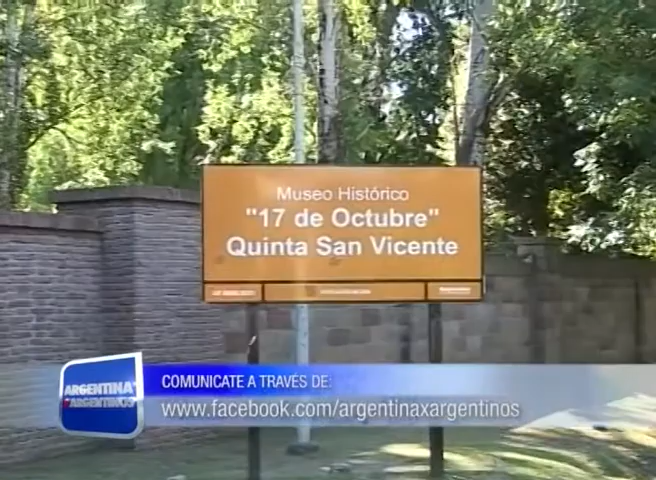 Museo Histórico
"17 de Octubre"
Quinta San Vicente
COMUNICATE A TRAVÉS DE:
www.facebook.com/argentinaxargentinos
ARGENTINA
ARGENTINOS